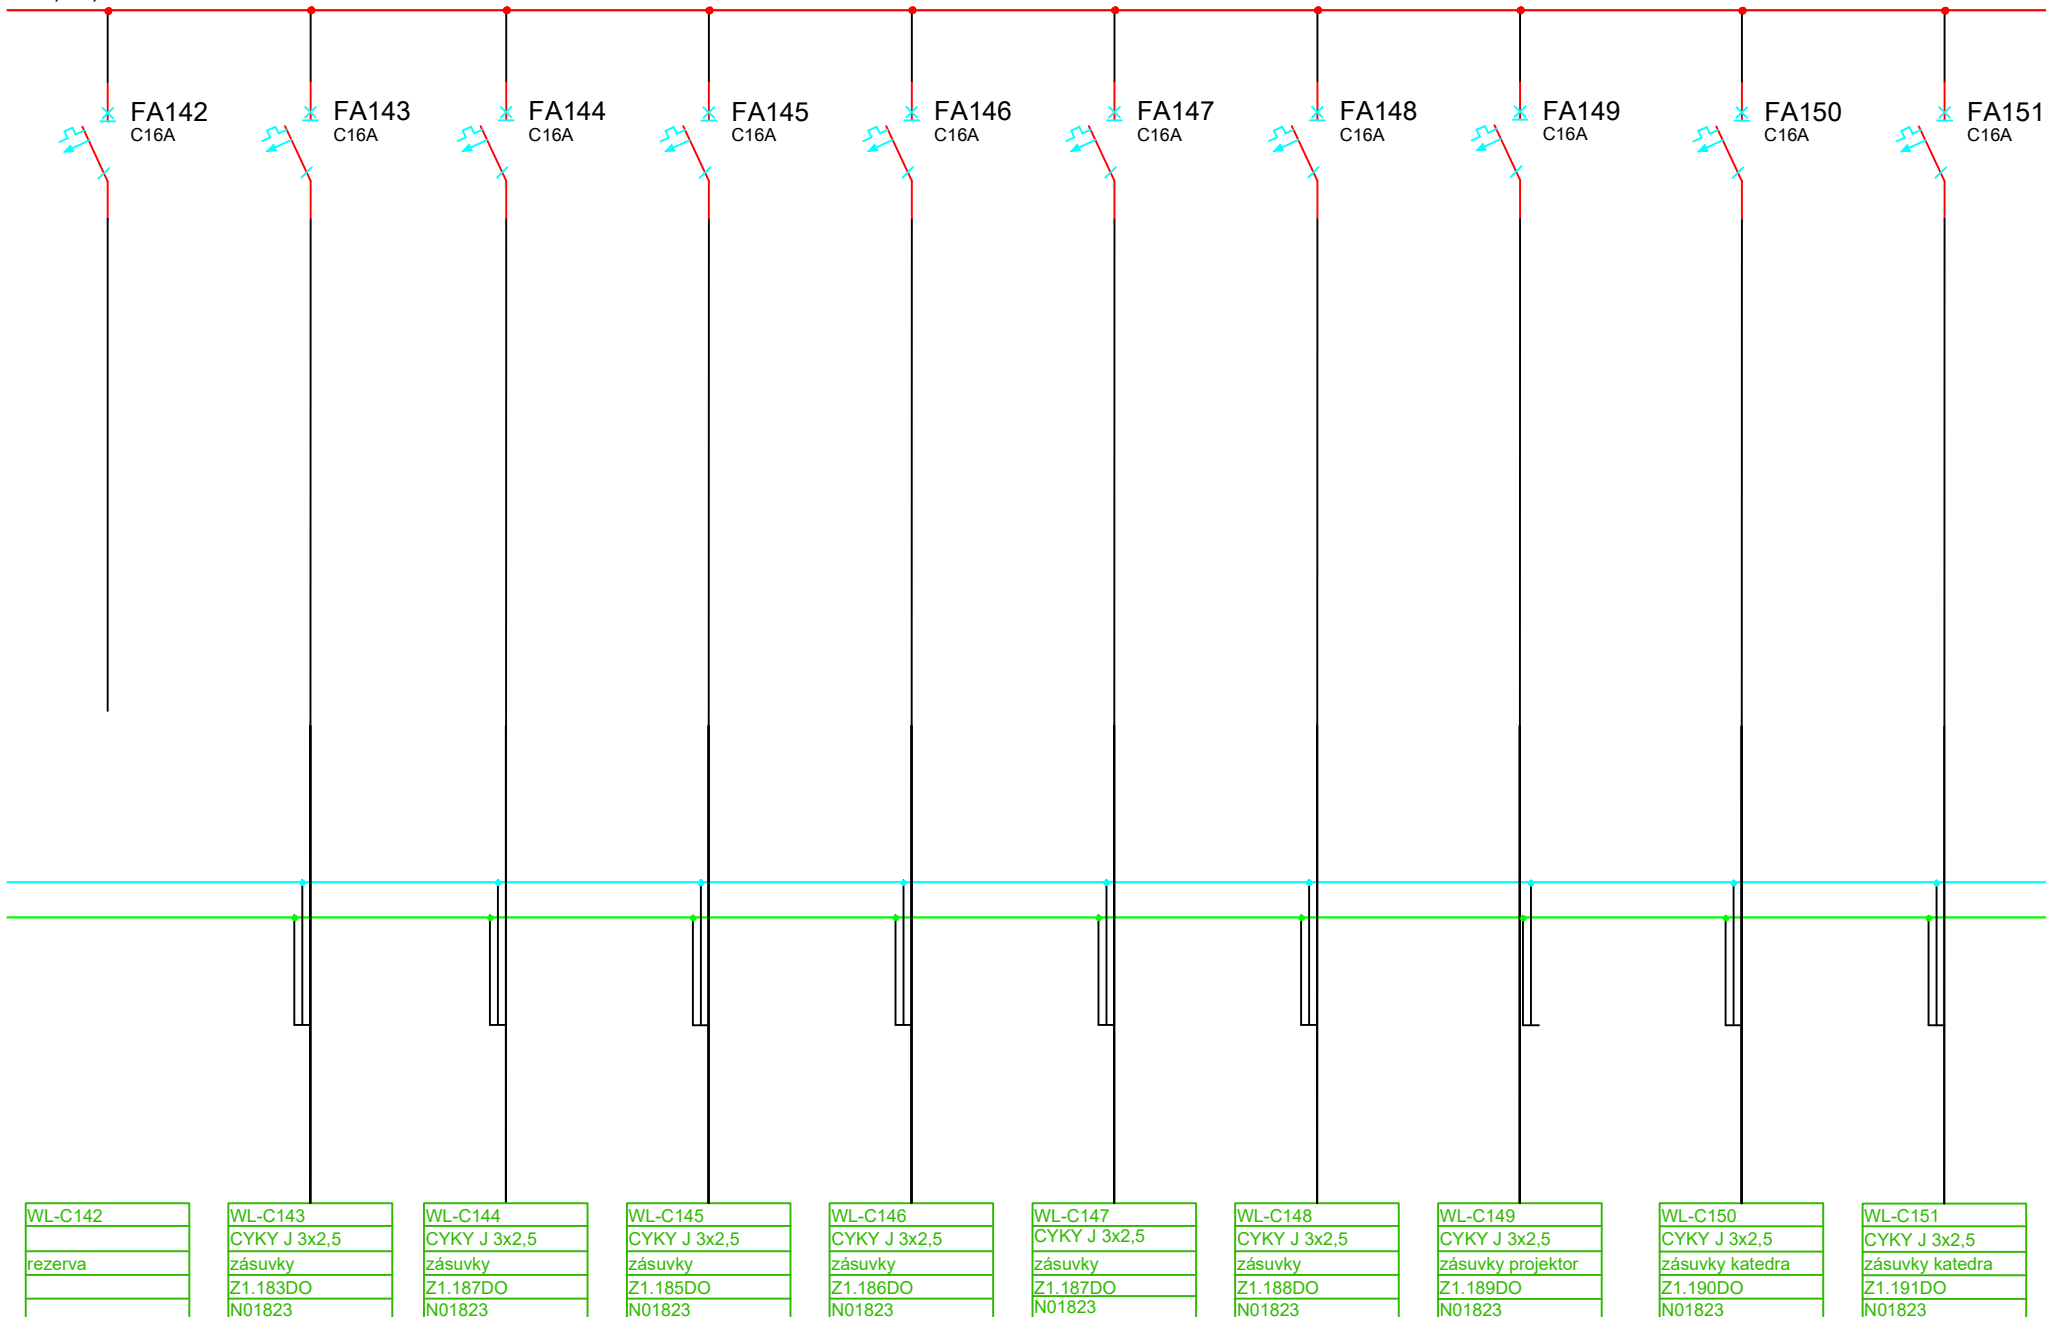 FA142
C16A
FA143
C16A
FA144
C16A
FA145
C16A
FA146
C16A
FA147
C16A
FA148
C16A
FA149
C16A
FA150
C16A
FA151
C16A
WL-C142
rezerva
WL-C143
CYKY J 3x2,5
zásuvky
Z1.183DO
N01823
WL-C144
CYKY J 3x2,5
zásuvky
Z1.187DO
N01823
WL-C145
CYKY J 3x2,5
zásuvky
Z1.185DO
N01823
WL-C146
CYKY J 3x2,5
zásuvky
Z1.186DO
N01823
WL-C147
CYKY J 3x2,5
zásuvky
Z1.187DO
N01823
WL-C148
CYKY J 3x2,5
zásuvky
Z1.188DO
N01823
WL-C149
CYKY J 3x2,5
zásuvky projektor
Z1.189DO
N01823
WL-C150
CYKY J 3x2,5
zásuvky katedra
Z1.190DO
N01823
WL-C151
CYKY J 3x2,5
zásuvky katedra
Z1.191DO
N01823